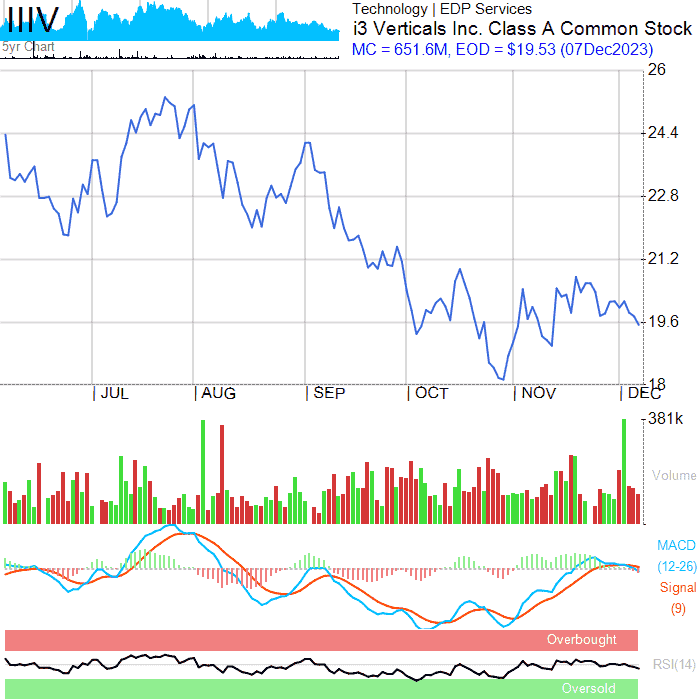 IIIV
5yr Chart
Technology | EDP Services
i3 Verticals Inc. Class A Common Stock
MC = 651.6M, EOD = $19.53 (07Dec2023)
26
24.4
22.8
21.2
19.6
18
JUL AUG SEP OCT NOV DEC
381k
Volume
MACD
(12-26)
Signal
(9)
Overbought
RSI(14)
Oversold